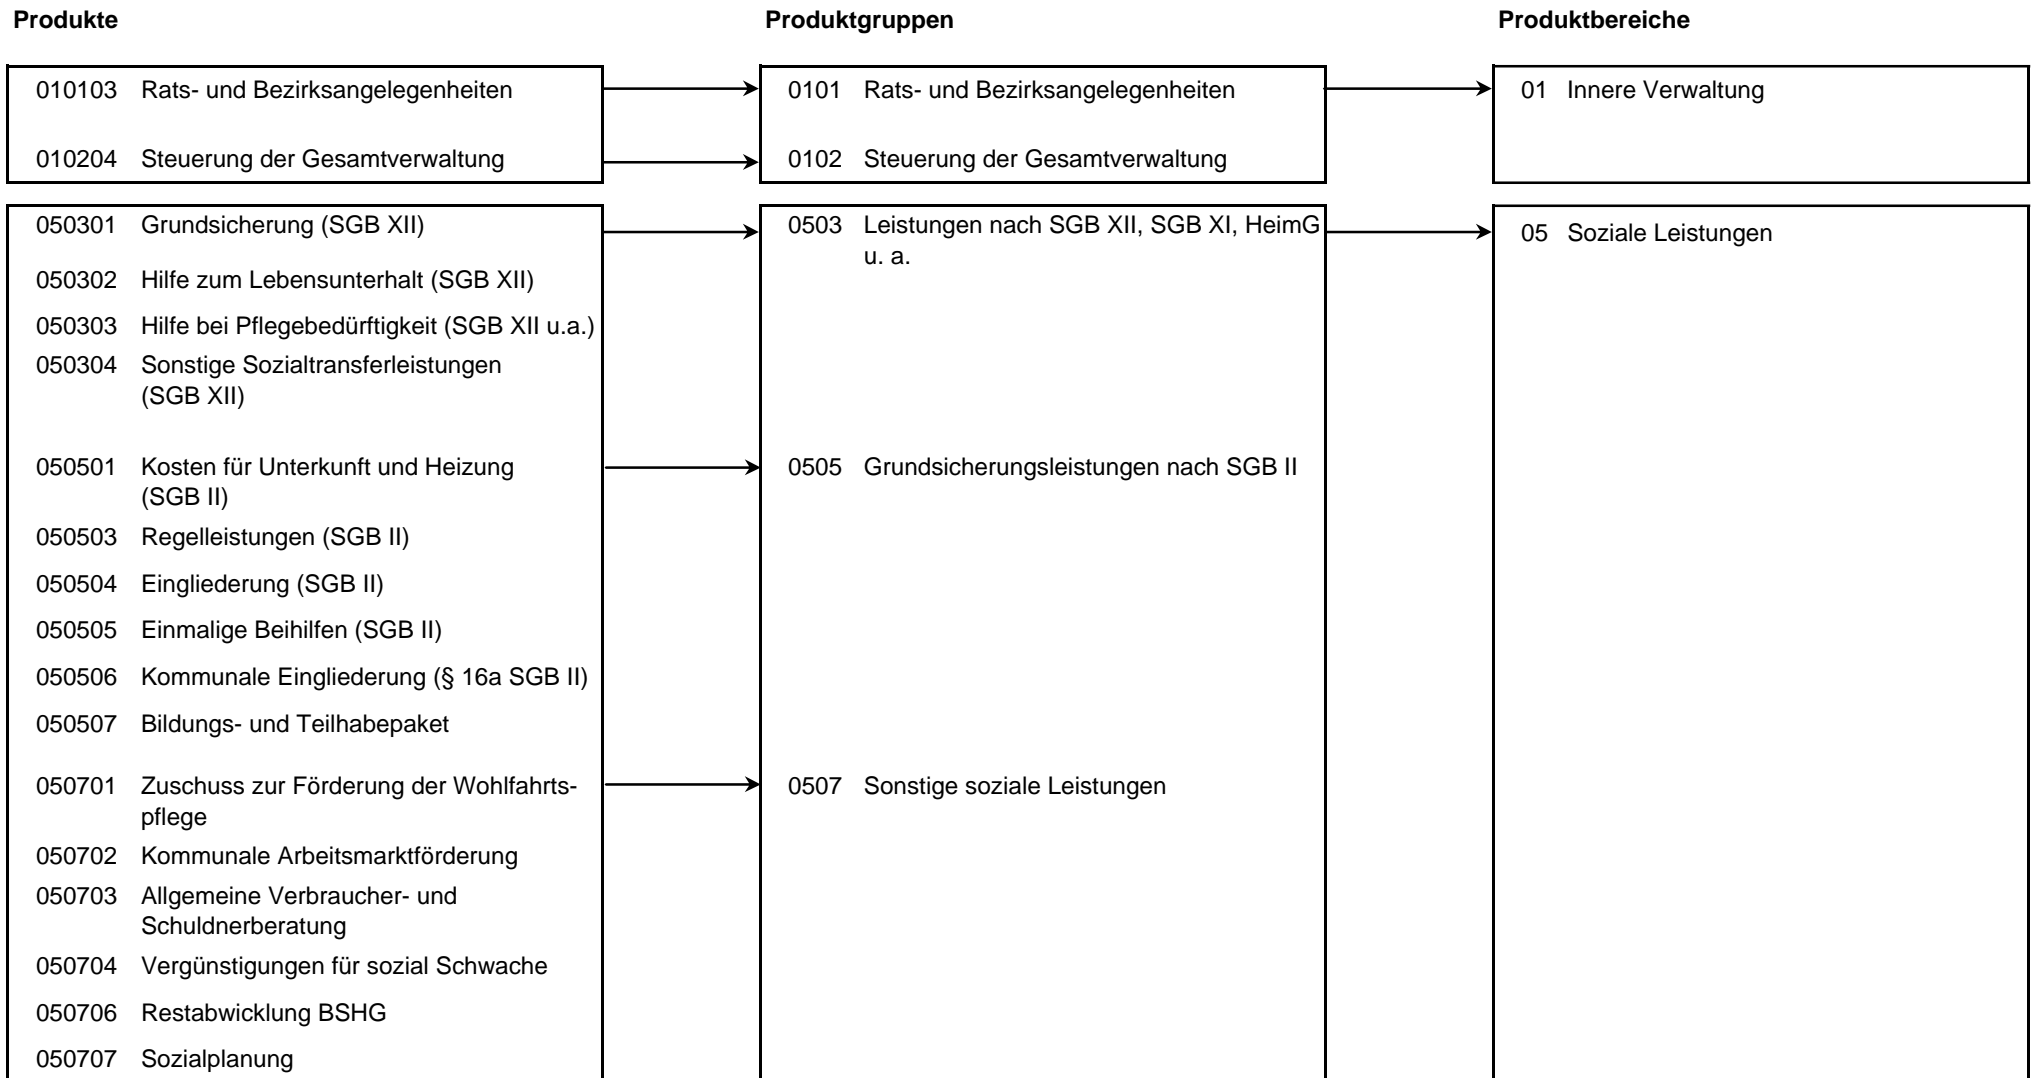 Produkte Produktgruppen Produktbereiche
010103 Rats- und Bezirksangelegenheiten 0101 Rats- und Bezirksangelegenheiten 01 Innere Verwaltung
010204 Steuerung der Gesamtverwaltung 0102 Steuerung der Gesamtverwaltung
050301 Grundsicherung (SGB XII) 0503 Leistungen nach SGB XII, SGB XI, HeimG 05 Soziale Leistungen
u. a.
050302 Hilfe zum Lebensunterhalt (SGB XII)
050303 Hilfe bei Pflegebedürftigkeit (SGB XII u.a.)
050304 Sonstige Sozialtransferleistungen
(SGB XII)
050501 Kosten für Unterkunft und Heizung 0505 Grundsicherungsleistungen nach SGB II
(SGB II)
050503 Regelleistungen (SGB II)
050504 Eingliederung (SGB II)
050505 Einmalige Beihilfen (SGB II)
050506 Kommunale Eingliederung (§ 16a SGB II)
050507 Bildungs- und Teilhabepaket
050701 Zuschuss zur Förderung der Wohlfahrts- 0507 Sonstige soziale Leistungen
pflege
050702 Kommunale Arbeitsmarktförderung
050703 Allgemeine Verbraucher- und
Schuldnerberatung
050704 Vergünstigungen für sozial Schwache
050706 Restabwicklung BSHG
050707 Sozialplanung